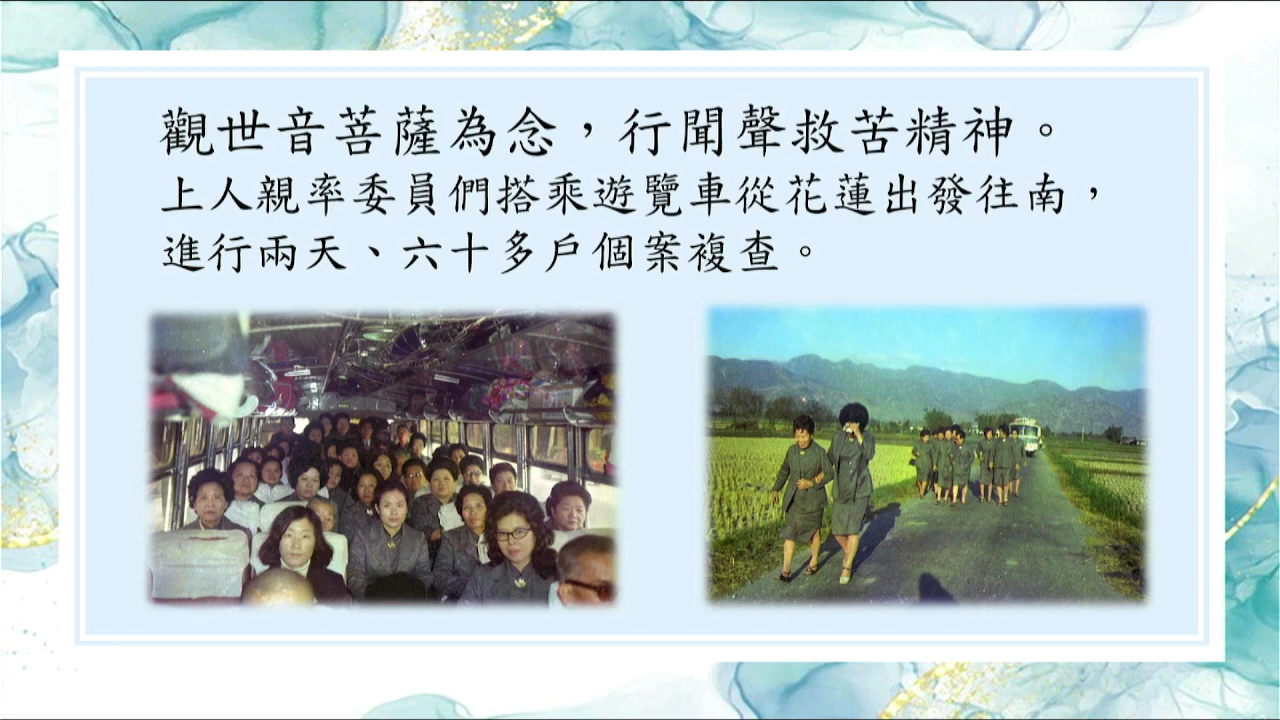 觀世音菩薩為念，行聞聲救苦精神。
上人親率委員們搭乘遊覽車從花蓮出發往南，
進行兩天、六十多戶個案複查。